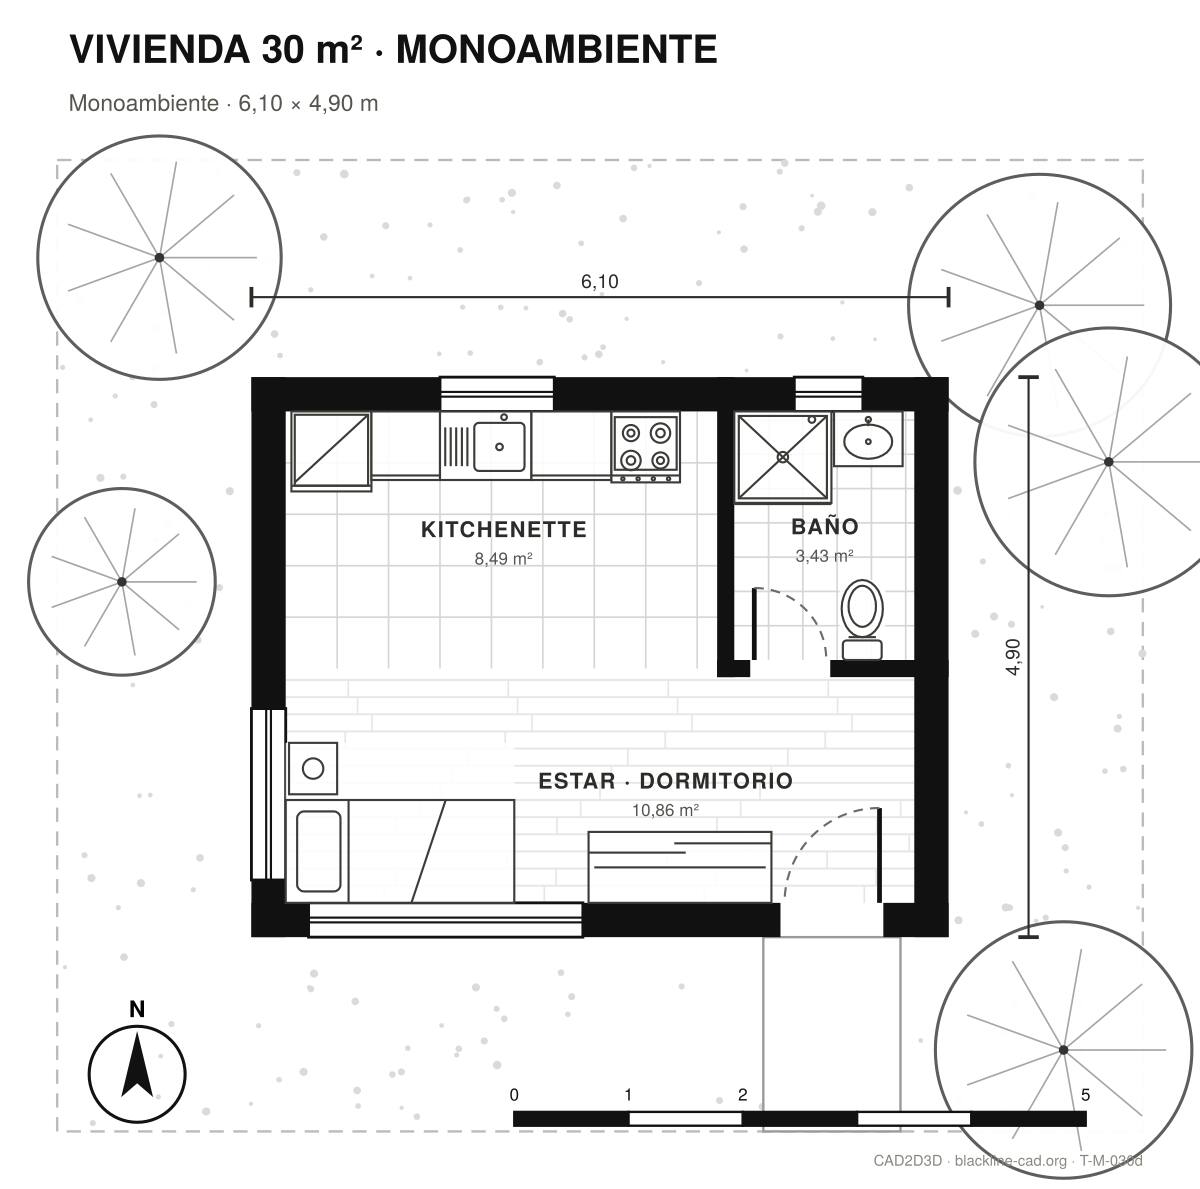 VIVIENDA 30 m² · MONOAMBIENTE
Monoambiente · 6,10 × 4,90 m
6,10
KITCHENETTE
8,49 m²
BAÑO
3,43 m²
4,90
ESTAR · DORMITORIO
10,86 m²
N
0 1 2 5
CAD2D3D · blackline-cad.org · T-M-030d